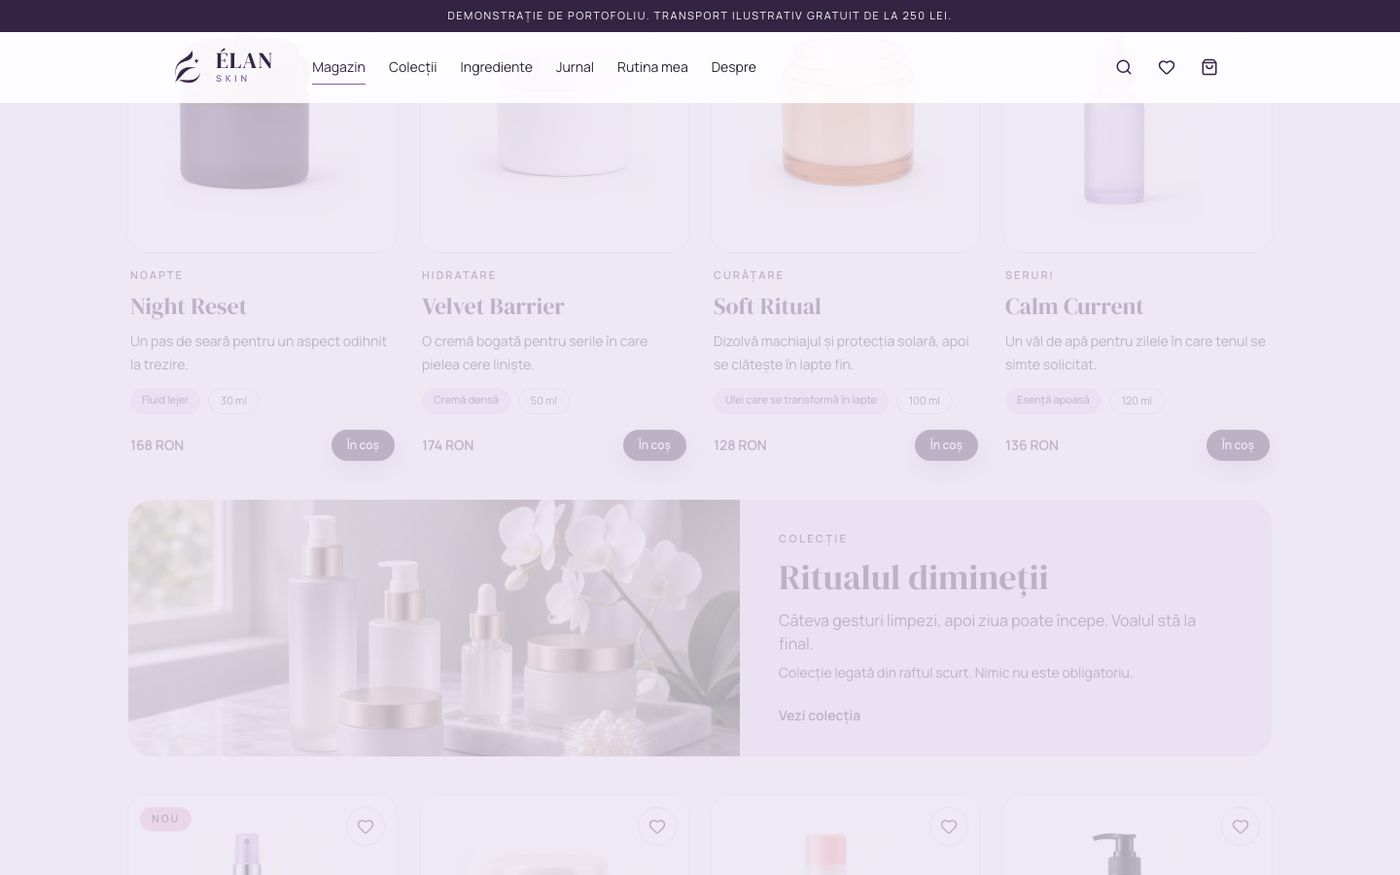 DEMONSTRAȚIE DE PORTOFOLIU. TRANSPORT ILUSTRATIV GRATUIT DE LA 250 LEI.
ÉLAN
SKIN
Magazin
Colecții
Ingrediente
Jurnal
Rutina mea
Despre
NOAPTE
Night Reset
Un pas de seară pentru un aspect odihnit
la trezire.
Fluid lejer
30 ml
168 RON
În coș
HIDRATARE
Velvet Barrier
O cremă bogată pentru serile în care
pielea cere liniște.
Cremă densă
50 ml
174 RON
În coș
CURĂȚARE
Soft Ritual
Dizolvă machiajul și protecția solară, apoi
se clătește în lapte fin.
Ulei care se transformă în lapte
100 ml
128 RON
În coș
SERURI
Calm Current
Un văl de apă pentru zilele în care tenul se
simte solicitat.
Esență apoasă
120 ml
136 RON
În coș
COLECȚIE
Ritualul dimineții
Câteva gesturi limpezi, apoi ziua poate începe. Voalul stă la
final.
Colecție legată din raftul scurt. Nimic nu este obligatoriu.
Vezi colecția
NOU